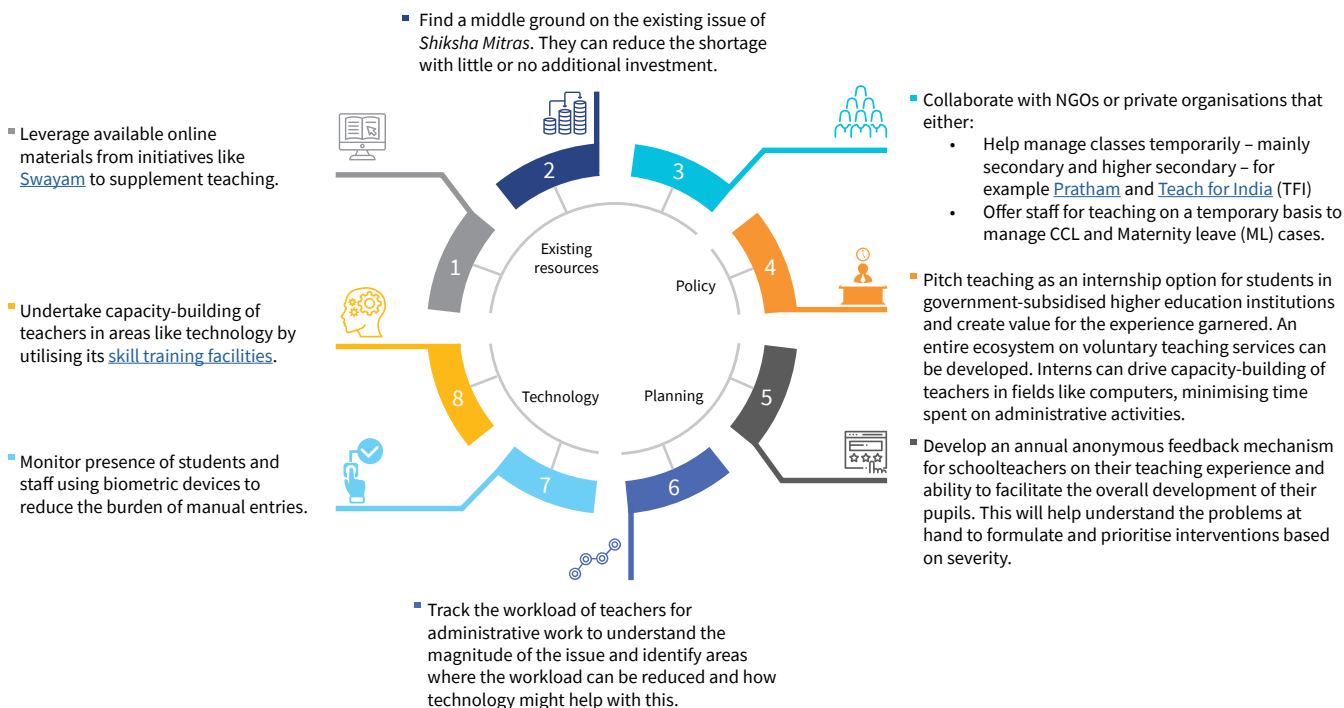 Find a middle ground on the existing issue of
Shiksha Mitras. They can reduce the shortage
with little or no additional investment.
Leverage available online
materials from initiatives like
Swayam to supplement teaching.
Collaborate with NGOs or private organisations that
either:
• Help manage classes temporarily – mainly
secondary and higher secondary – for
example Pratham and Teach for India (TFI)
• Offer staff for teaching on a temporary basis to
manage CCL and Maternity leave (ML) cases.
2
3
1
4
Existing
resources
Policy
Undertake capacity-building of
teachers in areas like technology by
utilising its skill training facilities.
Pitch teaching as an internship option for students in
government-subsidised higher education institutions
and create value for the experience garnered. An
entire ecosystem on voluntary teaching services can
be developed. Interns can drive capacity-building of
teachers in fields like computers, minimising time
spent on administrative activities.
8
5
Technology
Planning
7
6
Monitor presence of students and
staff using biometric devices to
reduce the burden of manual entries.
Develop an annual anonymous feedback mechanism
for schoolteachers on their teaching experience and
ability to facilitate the overall development of their
pupils. This will help understand the problems at
hand to formulate and prioritise interventions based
on severity.
Track the workload of teachers for
administrative work to understand the
magnitude of the issue and identify areas
where the workload can be reduced and how
technology might help with this.